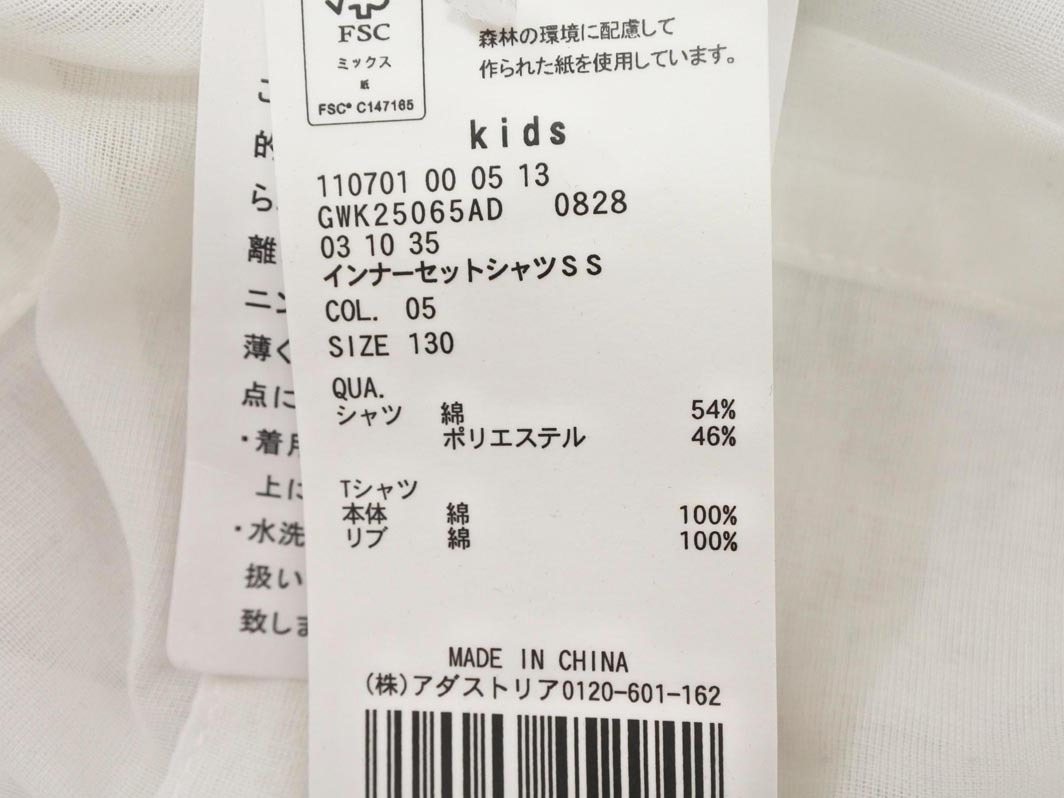 FSC
ミックス
紙
FSC® C147165
森林の環境に配慮して
作られた紙を使用しています。
kids
110701 00 05 13
GWK25065AD 0828
03 10 35
インナーセットシャツSS
COL. 05
SIZE 130
QUA.
シャツ 綿 54%
ポリエステル 46%
Tシャツ
本体 綿 100%
リブ 綿 100%
MADE IN CHINA
(株)アダストリア0120-601-162
こ
的
ら
離
ニン
薄く
点に
・着用
上に
・水洗
扱い
致しま